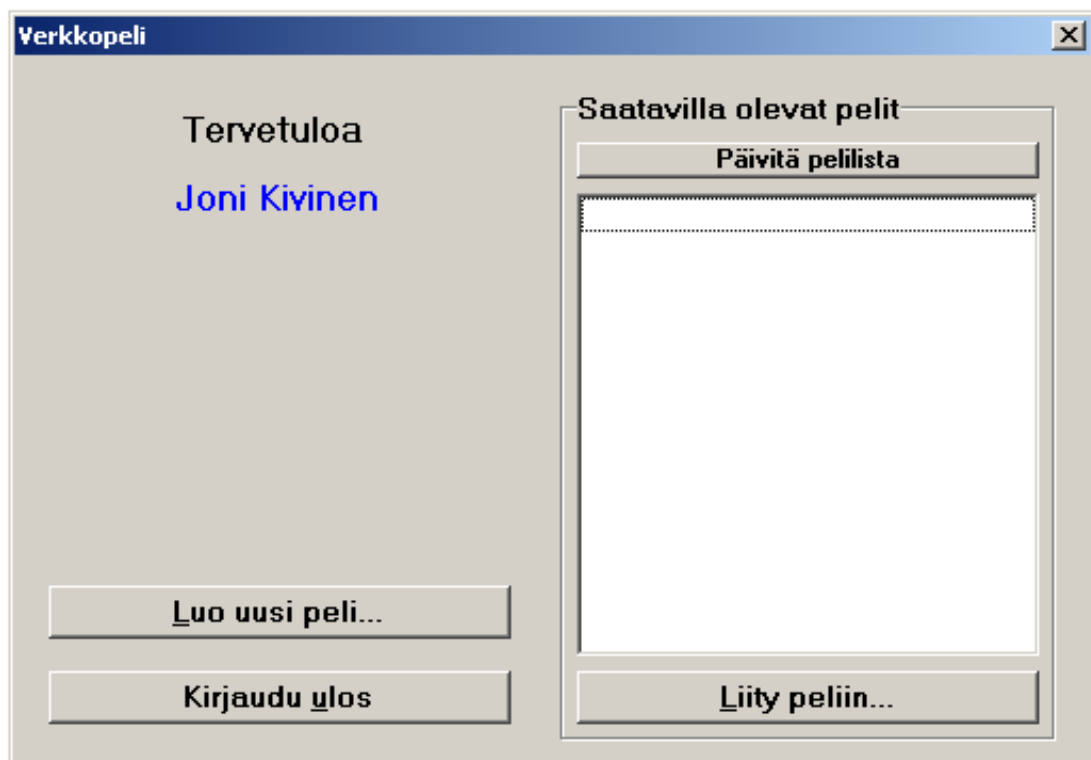 Verkkopeli
Tervetuloa
Joni Kivinen
Luo uusi peli...
Kirjaudu ulos
Saatavilla olevat pelit
Päivitä pelilista
Liity peliin...